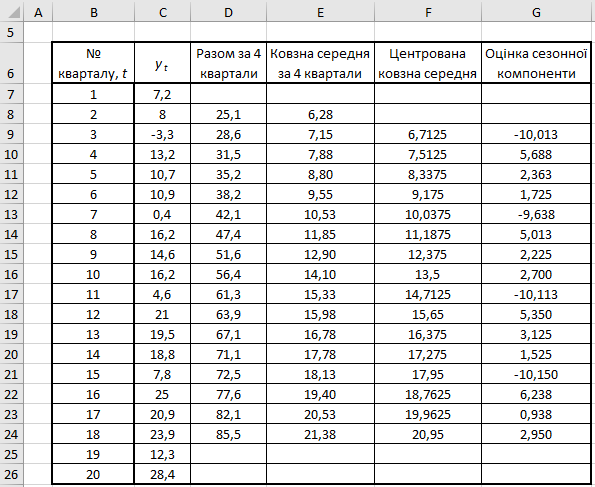 A B C D E F G
5
6 № кварталу, t y t Разом за 4 квартали Ковзна середня за 4 квартали Центрована ковзна середня Оцінка сезонної компоненти
7 1 7,2
8 2 8 25,1 6,28
9 3 -3,3 28,6 7,15 6,7125 -10,013
10 4 13,2 31,5 7,88 7,5125 5,688
11 5 10,7 35,2 8,80 8,3375 2,363
12 6 10,9 38,2 9,55 9,175 1,725
13 7 0,4 42,1 10,53 10,0375 -9,638
14 8 16,2 47,4 11,85 11,1875 5,013
15 9 14,6 51,6 12,90 12,375 2,225
16 10 16,2 56,4 14,10 13,5 2,700
17 11 4,6 61,3 15,33 14,7125 -10,113
18 12 21 63,9 15,98 15,65 5,350
19 13 19,5 67,1 16,78 16,375 3,125
20 14 18,8 71,1 17,78 17,275 1,525
21 15 7,8 72,5 18,13 17,95 -10,150
22 16 25 77,6 19,40 18,7625 6,238
23 17 20,9 82,1 20,53 19,9625 0,938
24 18 23,9 85,5 21,38 20,95 2,950
25 19 12,3
26 20 28,4